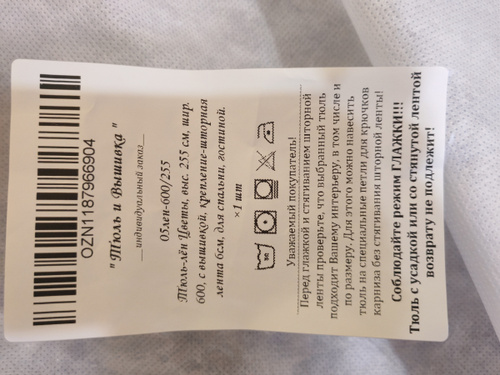 OZN1187966904
"Тюль и Вышивка"
__индивидуальный заказ__
05лен-600/255
Тюль-лён Цветы, выс. 255 см, шир.
600, с вышивкой, крепление-шторная
лента 6см, для спальни, гостиной.
×1 шт
Уважаемый покупатель!
Перед глажкой и стягиванием шторной
ленты проверьте, что выбранный тюль
подходит Вашему интерьеру, в том числе и
по размеру. Для этого можно навесить
тюль на специальные петли для крючков
карниза без стягивания шторной ленты!
Соблюдайте режим ГЛАЖКИ!!!
Тюль с усадкой или со стянутой лентой
возврату не подлежит!